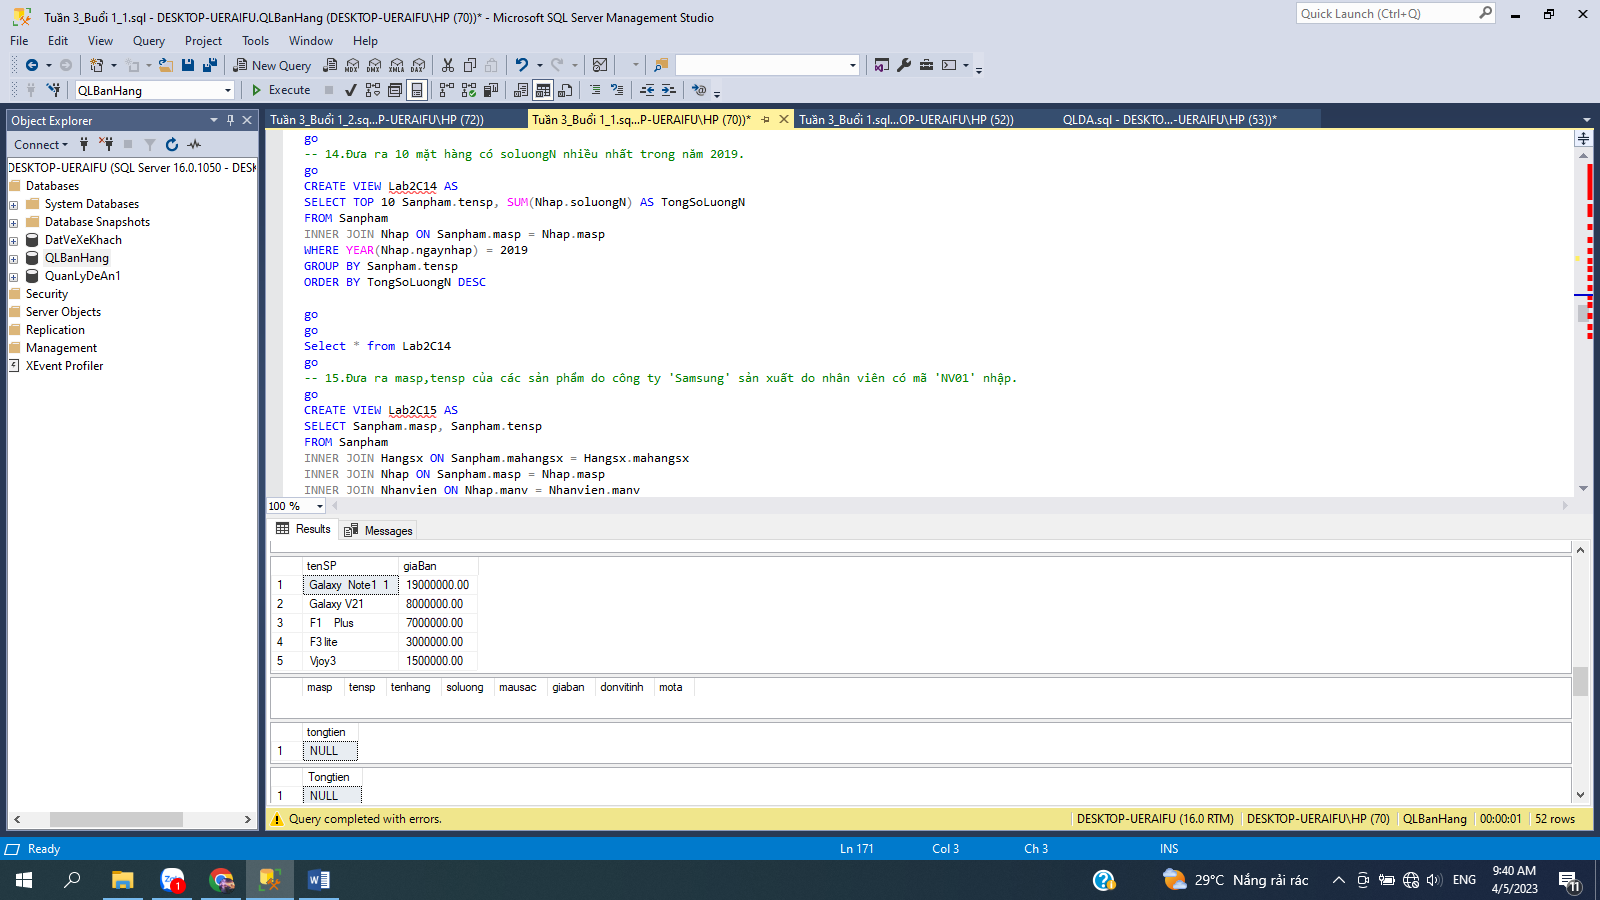 Tuần 3_Buổi 1_1.sql - DESKTOP-UERAIFU.QLBanHang (DESKTOP-UERAIFU\HP (70))* - Microsoft SQL Server Management Studio
Quick Launch (Ctrl+Q)
File Edit View Query Project Tools Window Help
New Query
MDX DMX XMLA DAX
QLBanHang
Execute
Object Explorer
Tuần 3_Buổi 1_2.sq...P-UERAIFU\HP (72))
Tuần 3_Buổi 1_1.sq...P-UERAIFU\HP (70))*
Tuần 3_Buổi 1.sql...OP-UERAIFU\HP (52))
QLDA.sql - DESKTO...-UERAIFU\HP (53))*
Connect
DESKTOP-UERAIFU (SQL Server 16.0.1050 - DESK
Databases
System Databases
Database Snapshots
DatVeXeKhach
QLBanHang
QuanLyDeAn1
Security
Server Objects
Replication
Management
XEvent Profiler
go
-- 14.Đưa ra 10 mặt hàng có soluongN nhiều nhất trong năm 2019.
go
CREATE VIEW Lab2C14 AS
SELECT TOP 10 Sanpham.tensp, SUM(Nhap.soluongN) AS TongSoLuongN
FROM Sanpham
INNER JOIN Nhap ON Sanpham.masp = Nhap.masp
WHERE YEAR(Nhap.ngaynhap) = 2019
GROUP BY Sanpham.tensp
ORDER BY TongSoLuongN DESC
go
go
Select * from Lab2C14
go
-- 15.Đưa ra masp,tensp của các sản phẩm do công ty 'Samsung' sản xuất do nhân viên có mã 'NV01' nhập.
go
CREATE VIEW Lab2C15 AS
SELECT Sanpham.masp, Sanpham.tensp
FROM Sanpham
INNER JOIN Hangsx ON Sanpham.mahangsx = Hangsx.mahangsx
INNER JOIN Nhap ON Sanpham.masp = Nhap.masp
INNER JOIN Nhanvien ON Nhap.manv = Nhanvien.manv
100 %
Results Messages
tenSP giaBan
1 Galaxy Note1 1 19000000.00
2 Galaxy V21 8000000.00
3 F1 Plus 7000000.00
4 F3 lite 3000000.00
5 Vjoy3 1500000.00
masp tensp tenhang soluong mausac giaban donvitinh mota
tongtien
1 NULL
Tongtien
1 NULL
Query completed with errors.
DESKTOP-UERAIFU (16.0 RTM) DESKTOP-UERAIFU\HP (70) QLBanHang 00:00:01 52 rows
Ready Ln 171 Col 3 Ch 3 INS
Zalo 1
29°C Nắng rải rác
ENG
9:40 AM
4/5/2023
11